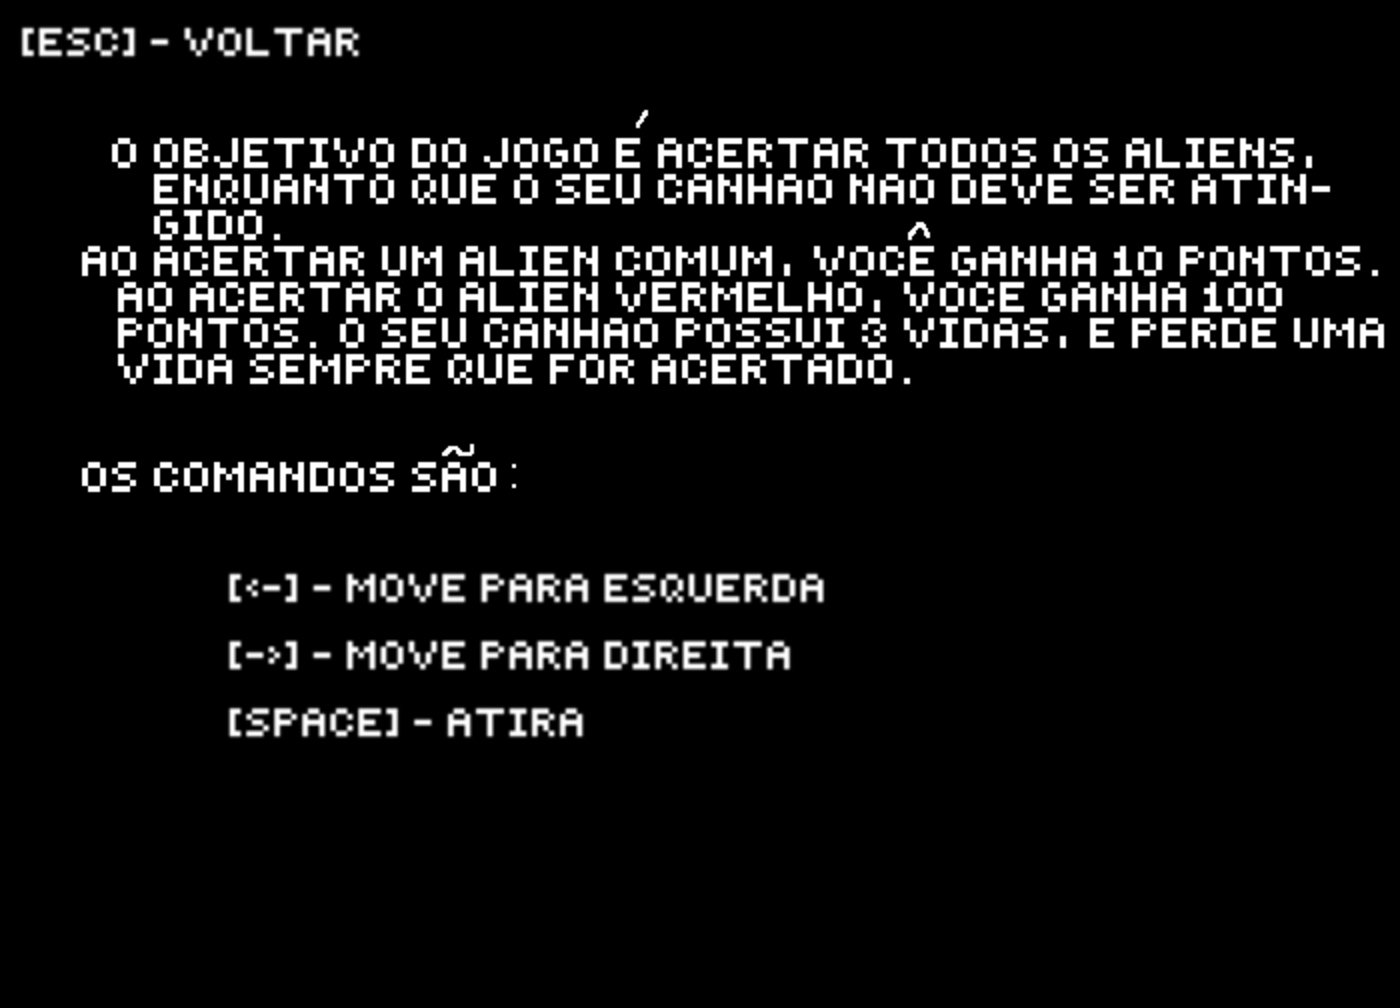 [ESC] - VOLTAR
O OBJETIVO DO JOGO É ACERTAR TODOS OS ALIENS,
ENQUANTO QUE O SEU CANHAO NAO DEVE SER ATIN-
GIDO.
AO ACERTAR UM ALIEN COMUM, VOCÊ GANHA 10 PONTOS.
AO ACERTAR O ALIEN VERMELHO, VOCE GANHA 100
PONTOS. O SEU CANHAO POSSUI 3 VIDAS, E PERDE UMA
VIDA SEMPRE QUE FOR ACERTADO.
OS COMANDOS SÃO:
[<-] - MOVE PARA ESQUERDA
[->] - MOVE PARA DIREITA
[SPACE] - ATIRA